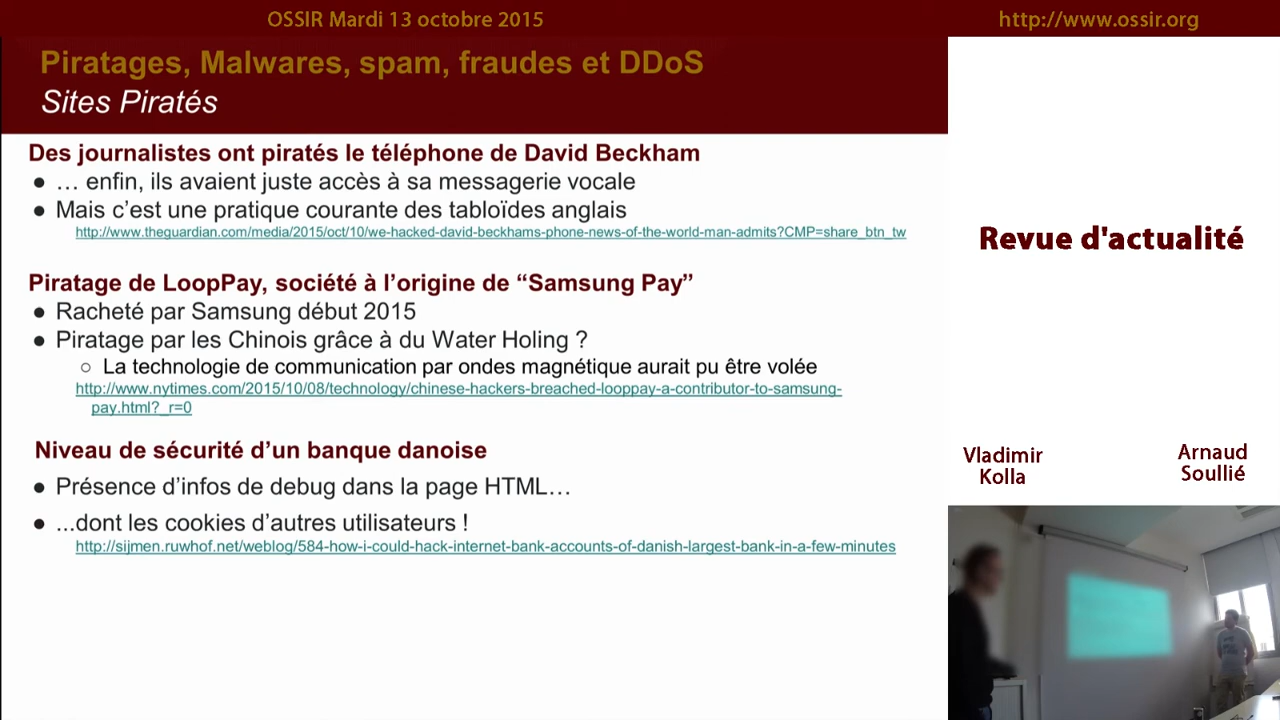 OSSIR Mardi 13 octobre 2015
http://www.ossir.org
Piratages, Malwares, spam, fraudes et DDoS
Sites Piratés
Des journalistes ont piratés le téléphone de David Beckham
● … enfin, ils avaient juste accès à sa messagerie vocale
● Mais c’est une pratique courante des tabloïdes anglais
http://www.theguardian.com/media/2015/oct/10/we-hacked-david-beckhams-phone-news-of-the-world-man-admits?CMP=share_btn_tw
Piratage de LoopPay, société à l’origine de “Samsung Pay”
● Racheté par Samsung début 2015
● Piratage par les Chinois grâce à du Water Holing ?
○ La technologie de communication par ondes magnétique aurait pu être volée
http://www.nytimes.com/2015/10/08/technology/chinese-hackers-breached-looppay-a-contributor-to-samsung-
pay.html?_r=0
Niveau de sécurité d’un banque danoise
● Présence d’infos de debug dans la page HTML…
● ...dont les cookies d’autres utilisateurs !
http://sijmen.ruwhof.net/weblog/584-how-i-could-hack-internet-bank-accounts-of-danish-largest-bank-in-a-few-minutes
Revue d'actualité
Vladimir
Kolla
Arnaud
Soullié